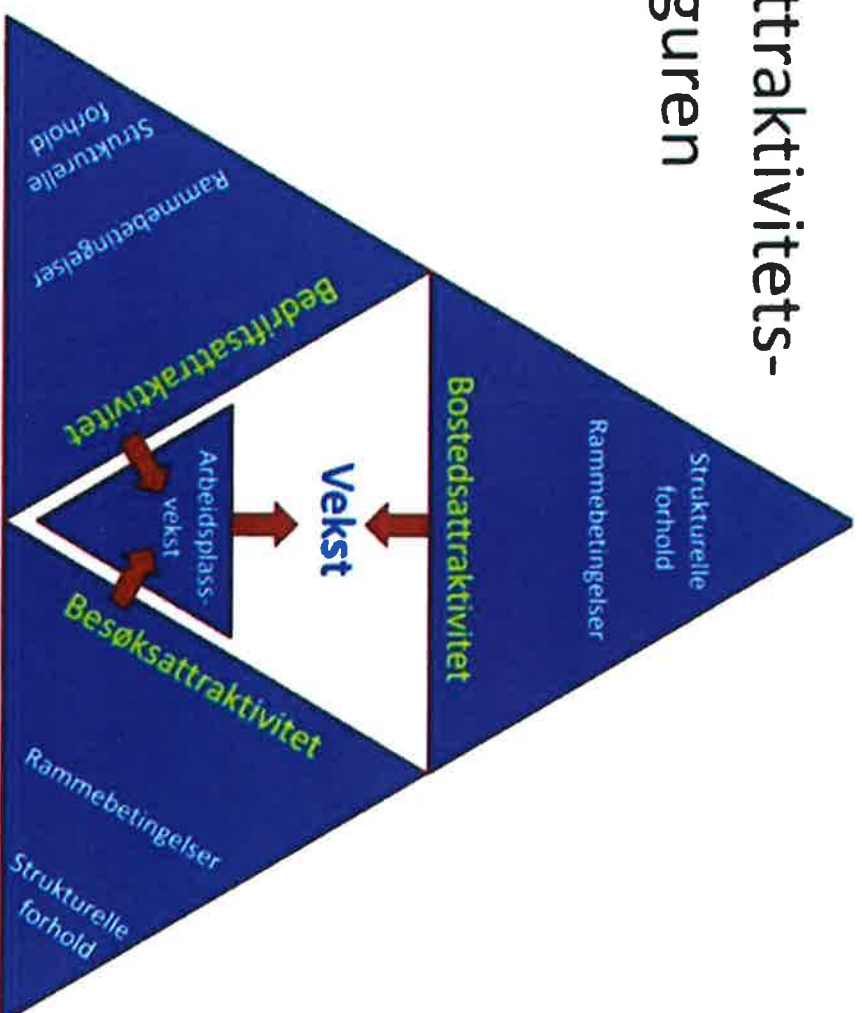 ttraktivitets-
guren
Strukturelle
forhold
Rammebetingelser
Bostedsattraktivitet
Vekst
Arbeidsplass-
vekst
Bedriftsattraktivitet
Rammebetingelser
Strukturelle
forhold
Besøksattraktivitet
Rammebetingelser
Strukturelle
forhold